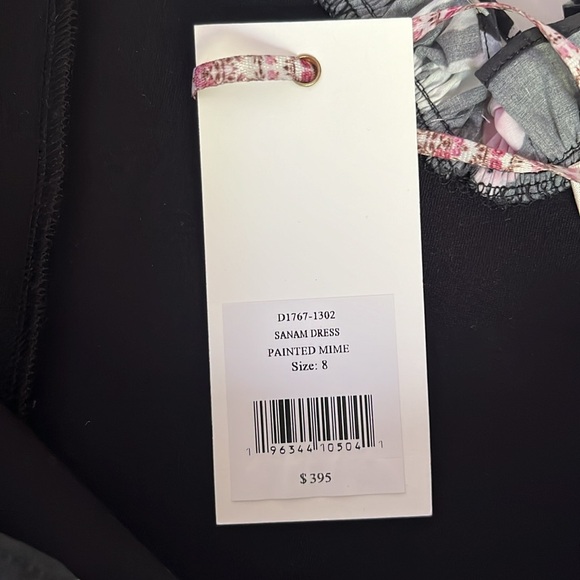 D1767-1302
SANAM DRESS
PAINTED MIME
Size: 8
1 96344 10504 1
$395